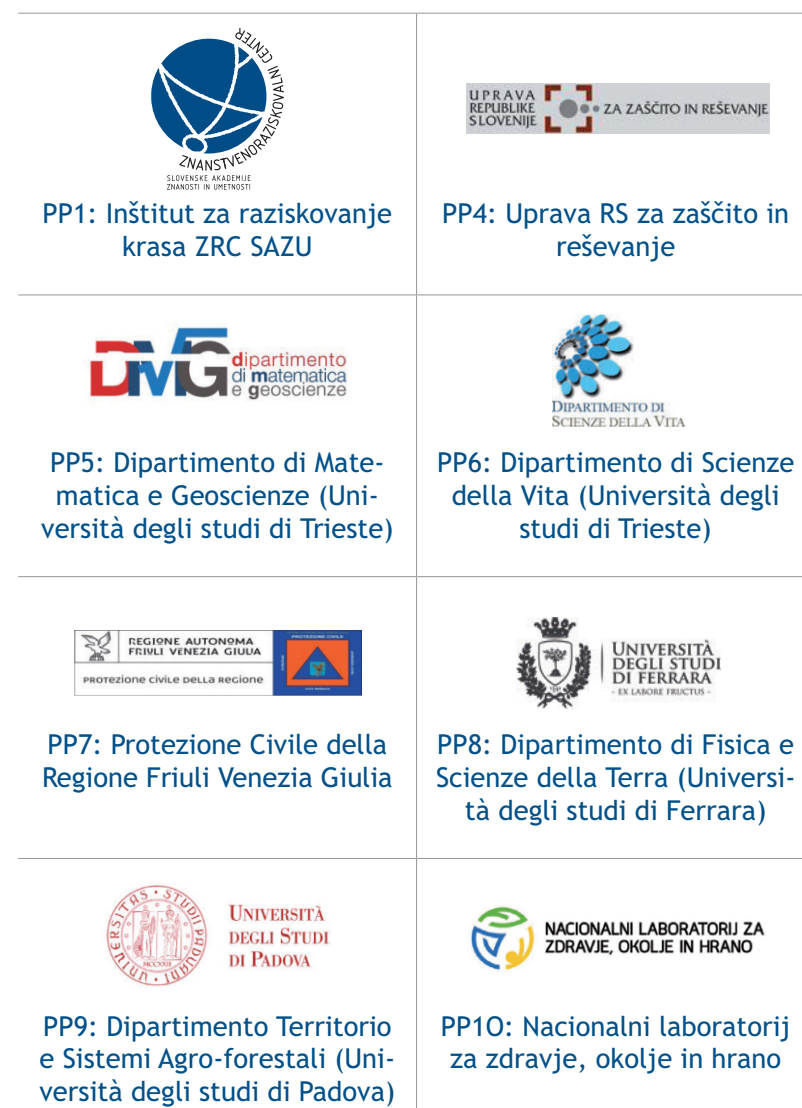 ZNANSTVENORAZISKOVALNI CENTER
SLOVENSKE AKADEMIJE
ZNANOSTI IN UMETNOSTI
PP1: Inštitut za raziskovanje
krasa ZRC SAZU
UPRAVA
REPUBLIKE
SLOVENIJE
ZA ZAŠČITO IN REŠEVANJE
PP4: Uprava RS za zaščito in
reševanje
DMG
dipartimento
di matematica
e geoscienze
PP5: Dipartimento di Mate-
matica e Geoscienze (Uni-
versità degli studi di Trieste)
DIPARTIMENTO DI
SCIENZE DELLA VITA
PP6: Dipartimento di Scienze
della Vita (Università degli
studi di Trieste)
REGIONE AUTONOMA
FRIULI VENEZIA GIULIA
PROTEZIONE CIVILE DELLA REGIONE
PROTEZIONE CIVILE
PP7: Protezione Civile della
Regione Friuli Venezia Giulia
UNIVERSITÀ
DEGLI STUDI
DI FERRARA
- EX LABORE FRUCTUS -
PP8: Dipartimento di Fisica e
Scienze della Terra (Universi-
tà degli studi di Ferrara)
UNIVERSITAS · STUDII PADUANI ·
MCCXXII
UNIVERSITÀ
DEGLI STUDI
DI PADOVA
PP9: Dipartimento Territorio
e Sistemi Agro-forestali (Uni-
versità degli studi di Padova)
NACIONALNI LABORATORIJ ZA
ZDRAVJE, OKOLJE IN HRANO
PP1O: Nacionalni laboratorij
za zdravje, okolje in hrano